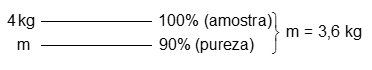 4 kg ——————— 100% (amostra)
m ——————— 90% (pureza)
} m = 3,6 kg